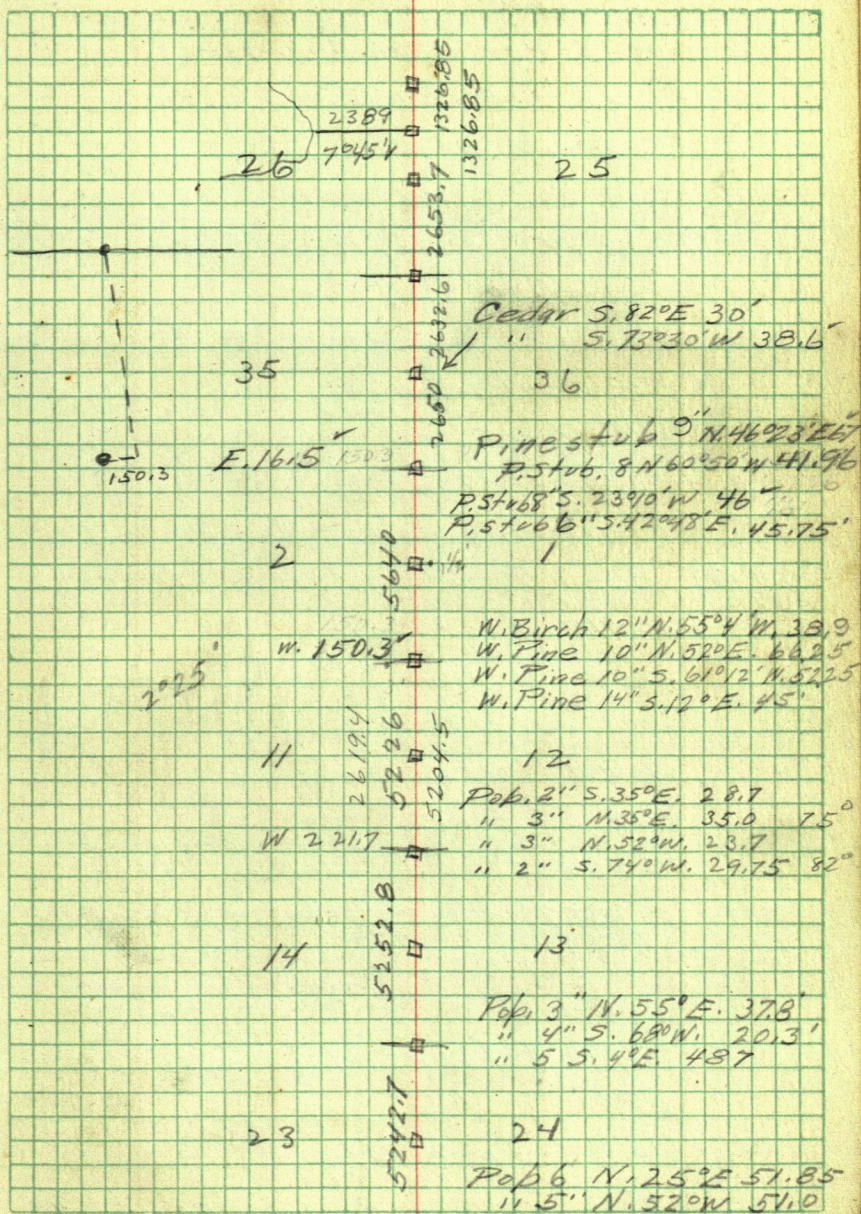 1326.85
1326.85
2389
7°45'
26
25
2653.7
2632.6
Cedar S. 82°E 30'
" S. 73°30' W 38.6'
35
36
2650
Pine stub 9" N. 46°23' E 67'
150.3
E. 16.5'
150.3
P. Stub. 8 N 60°50' W 41.96
P. Stub 8" S. 23°10' W 46'
P. stub 6" S. 42°48' E. 45.75'
2
5640
1
W. Birch 12" N. 55°4' W. 38.9
W. 150.3'
W. Pine 10" N. 52°E. 66.25
2°25'
W. Pine 10" S. 61°12' W. 52.25
W. Pine 14" S. 12°E. 45'
2619.4
5226
5204.5
11
12
Pop. 2" S. 35°E. 28.7
" 3" N. 35°E. 35.0 75°
W 221.7
" 3" N. 52°W. 23.7
" 2" S. 74°W. 29.75 82°
5252.8
14
13
Pop. 3" N. 55°E. 37.8'
" 4" S. 68°W. 20.3'
" 5 S. 4°E. 48.7
5242.7
23
24
Pop 6 N. 25°E 51.85
" 5" N. 52°W 51.0